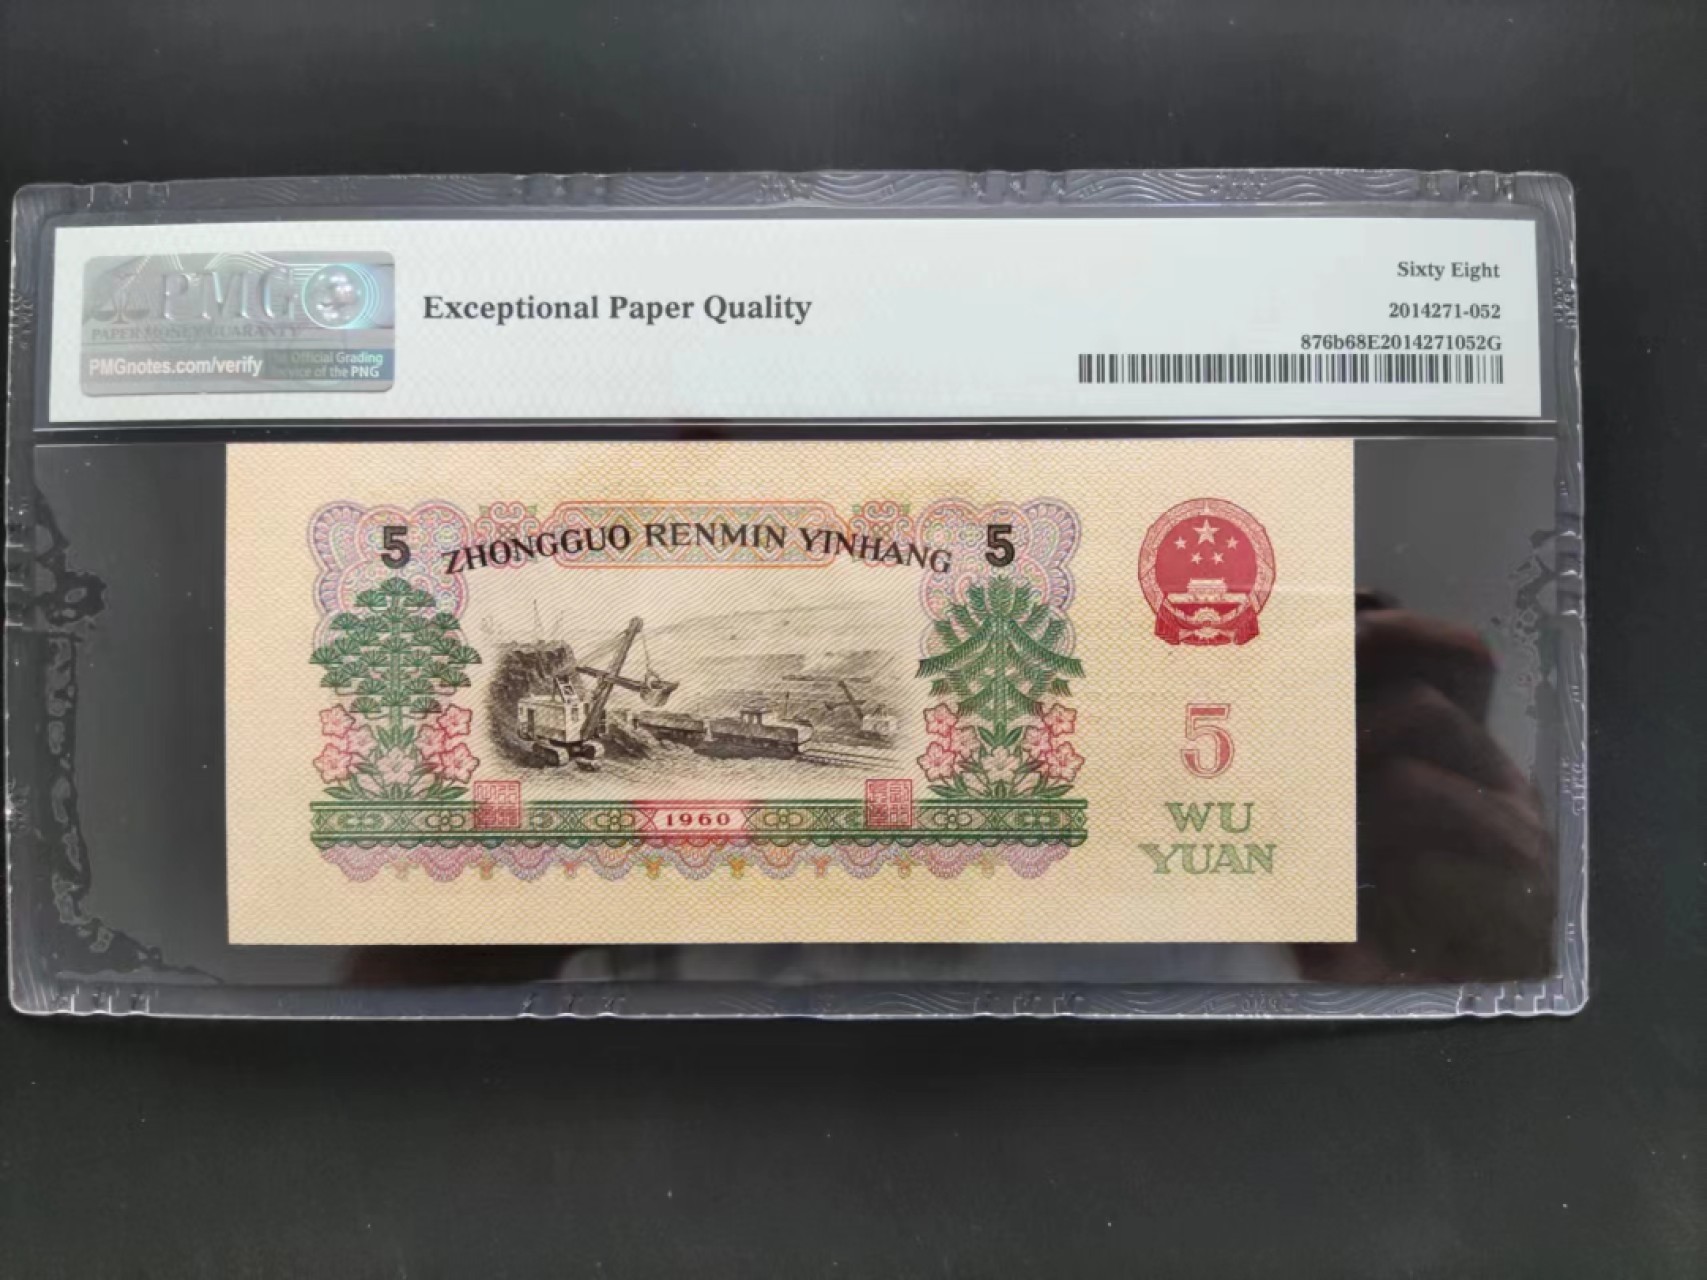 PMG
PAPER MONEY GUARANTY
PMGnotes.com/verify
The Official Grading
Service of the PNG
Exceptional Paper Quality
Sixty Eight
2014271-052
876b68E2014271052G
5 ZHONGGUO RENMIN YINHANG 5
1960
5
WU
YUAN